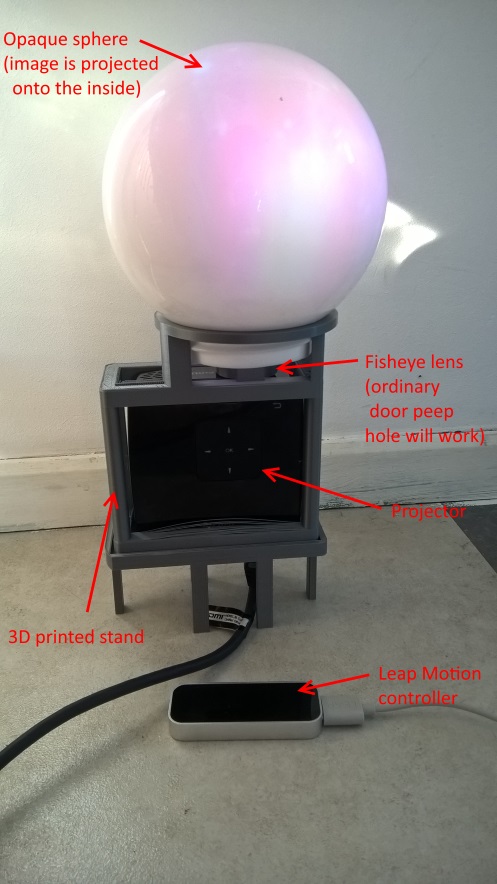 Opaque sphere
(image is projected
onto the inside)
Fisheye lens
(ordinary
door peep
hole will work)
Projector
OK
3D printed stand
Leap Motion
controller